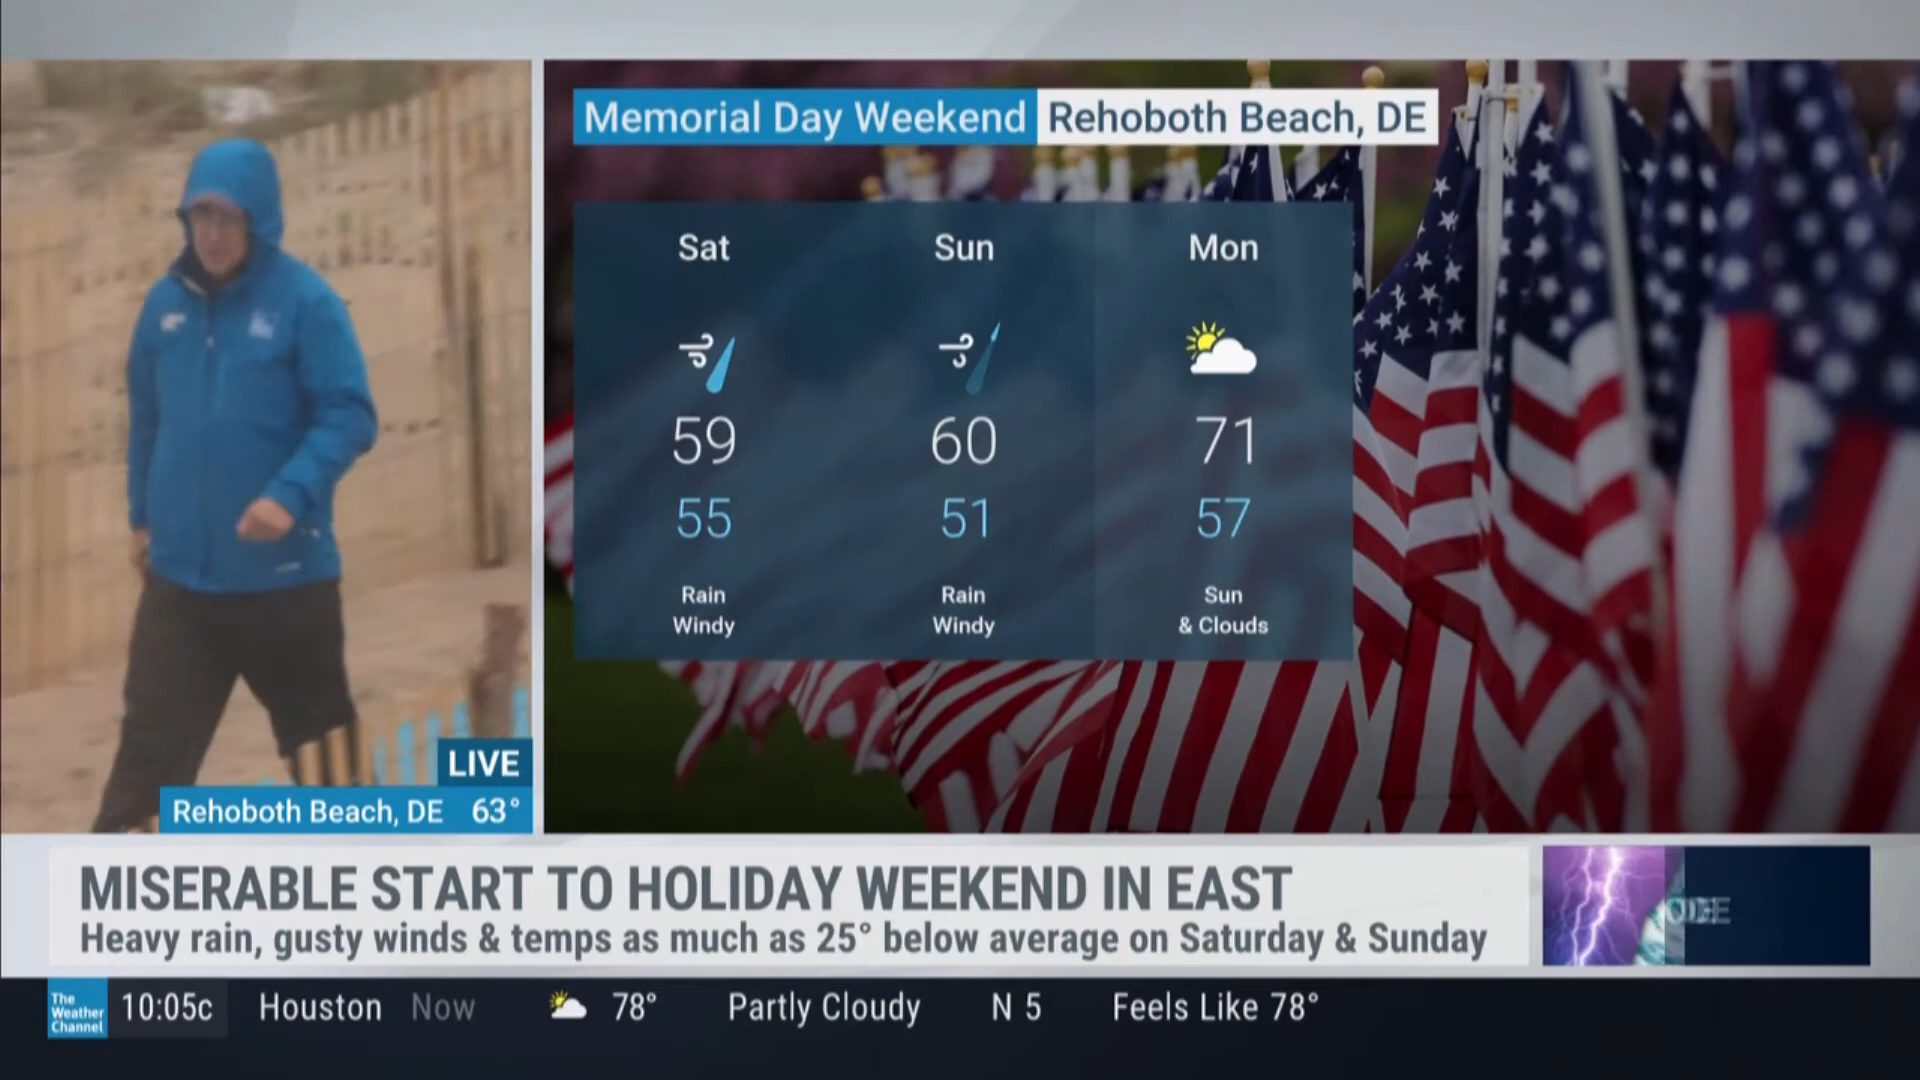 Memorial Day Weekend Rehoboth Beach, DE
Sat Sun Mon
59 60 71
55 51 57
Rain Rain Sun
Windy Windy & Clouds
LIVE
Rehoboth Beach, DE 63°
MISERABLE START TO HOLIDAY WEEKEND IN EAST
Heavy rain, gusty winds & temps as much as 25° below average on Saturday & Sunday
The
Weather
Channel
10:05c Houston Now 78° Partly Cloudy N 5 Feels Like 78°